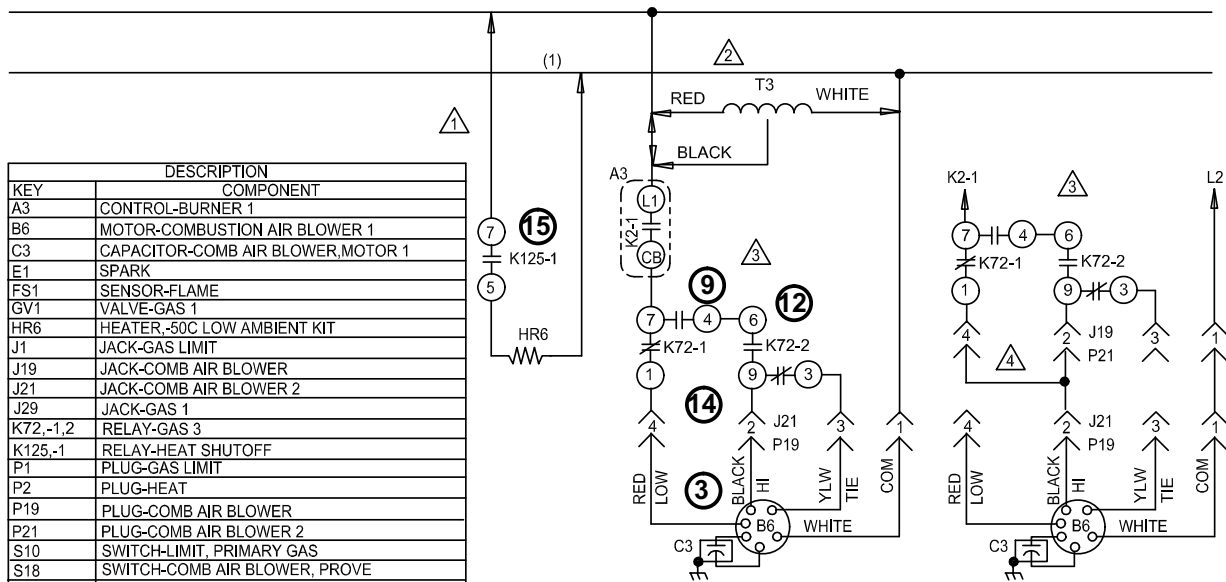 (1)
2
T3
RED
WHITE
1
BLACK
A3
L1
K2-1
CB
DESCRIPTION
KEY COMPONENT
A3 CONTROL-BURNER 1
B6 MOTOR-COMBUSTION AIR BLOWER 1
C3 CAPACITOR-COMB AIR BLOWER,MOTOR 1
E1 SPARK
FS1 SENSOR-FLAME
GV1 VALVE-GAS 1
HR6 HEATER,-50C LOW AMBIENT KIT
J1 JACK-GAS LIMIT
J19 JACK-COMB AIR BLOWER
J21 JACK-COMB AIR BLOWER 2
J29 JACK-GAS 1
K72,-1,2 RELAY-GAS 3
K125,-1 RELAY-HEAT SHUTOFF
P1 PLUG-GAS LIMIT
P2 PLUG-HEAT
P19 PLUG-COMB AIR BLOWER
P21 PLUG-COMB AIR BLOWER 2
S10 SWITCH-LIMIT, PRIMARY GAS
S18 SWITCH-COMB AIR BLOWER, PROVE
7
15
K125-1
5
HR6
3
9
12
7
4
6
K72-1
K72-2
1
9
3
14
4
2
J21
3
1
P19
3
RED
LOW
BLACK
HI
YLW
TIE
COM
B6
WHITE
C3
K2-1
3
L2
7
4
6
K72-1
K72-2
1
9
3
4
2
J19
3
1
P21
4
4
2
J21
3
1
P19
RED
LOW
BLACK
HI
YLW
TIE
COM
B6
WHITE
C3